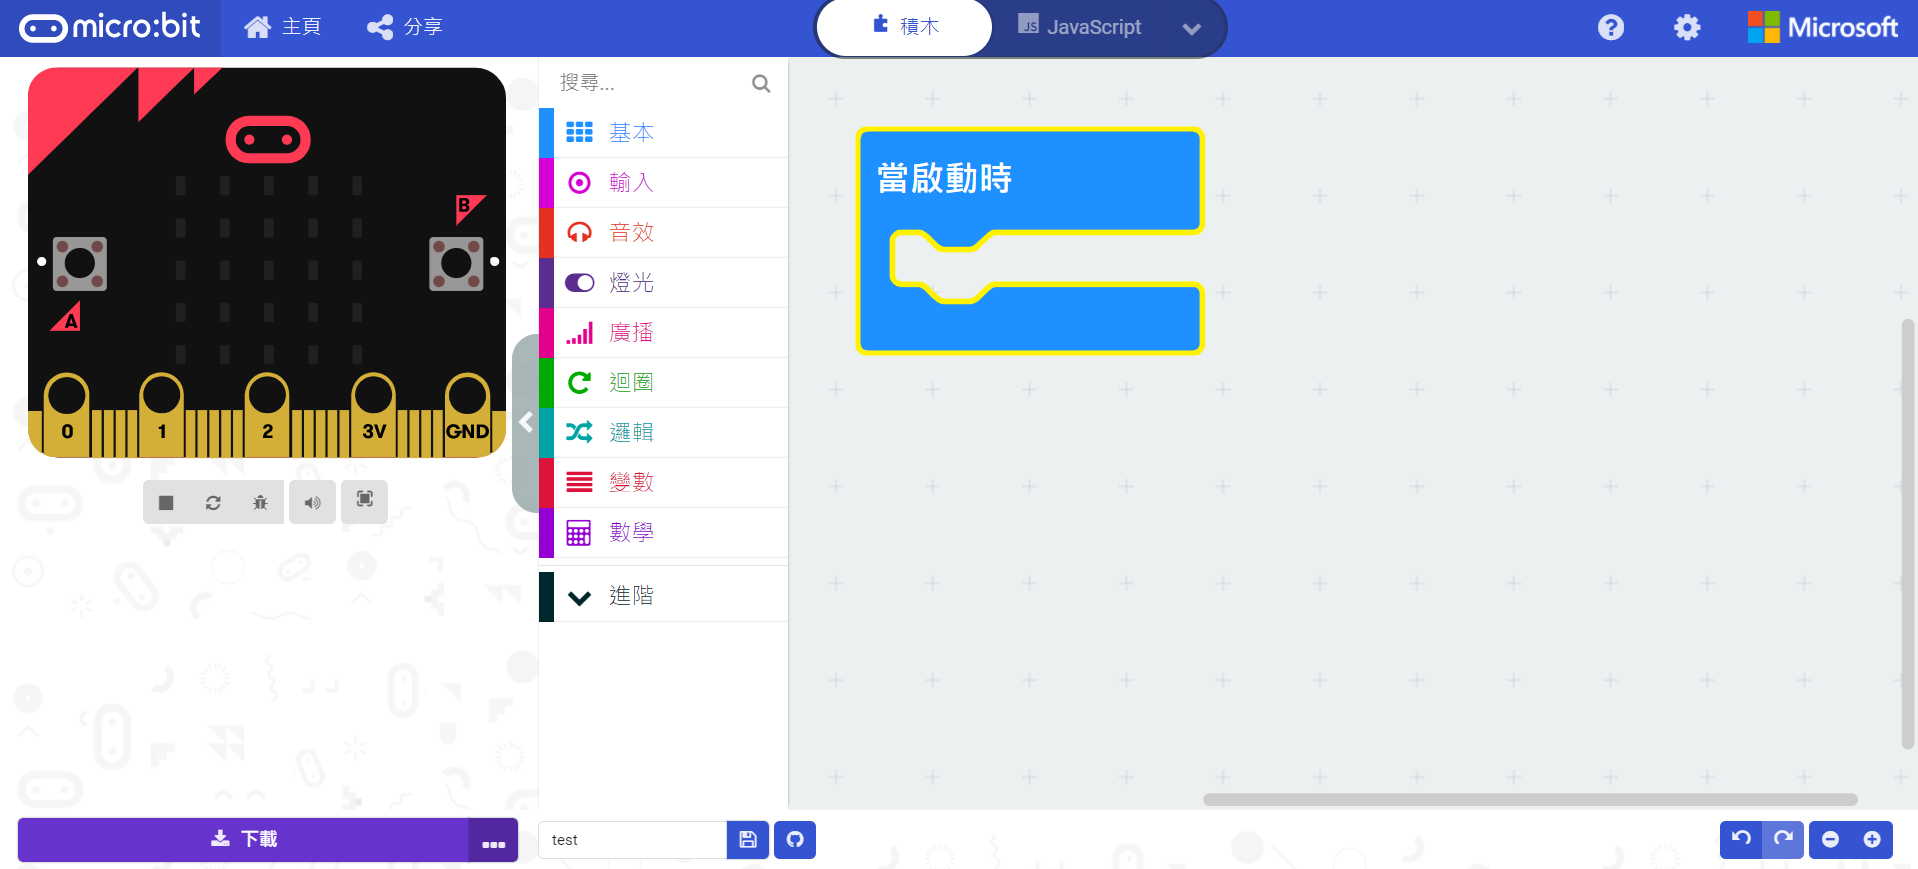 micro:bit
主頁
分享
積木
JS JavaScript
?
Microsoft
B
A
0 1 2 3V GND
搜尋...
基本
輸入
音效
燈光
廣播
迴圈
邏輯
變數
數學
進階
當啟動時
下載
...
test